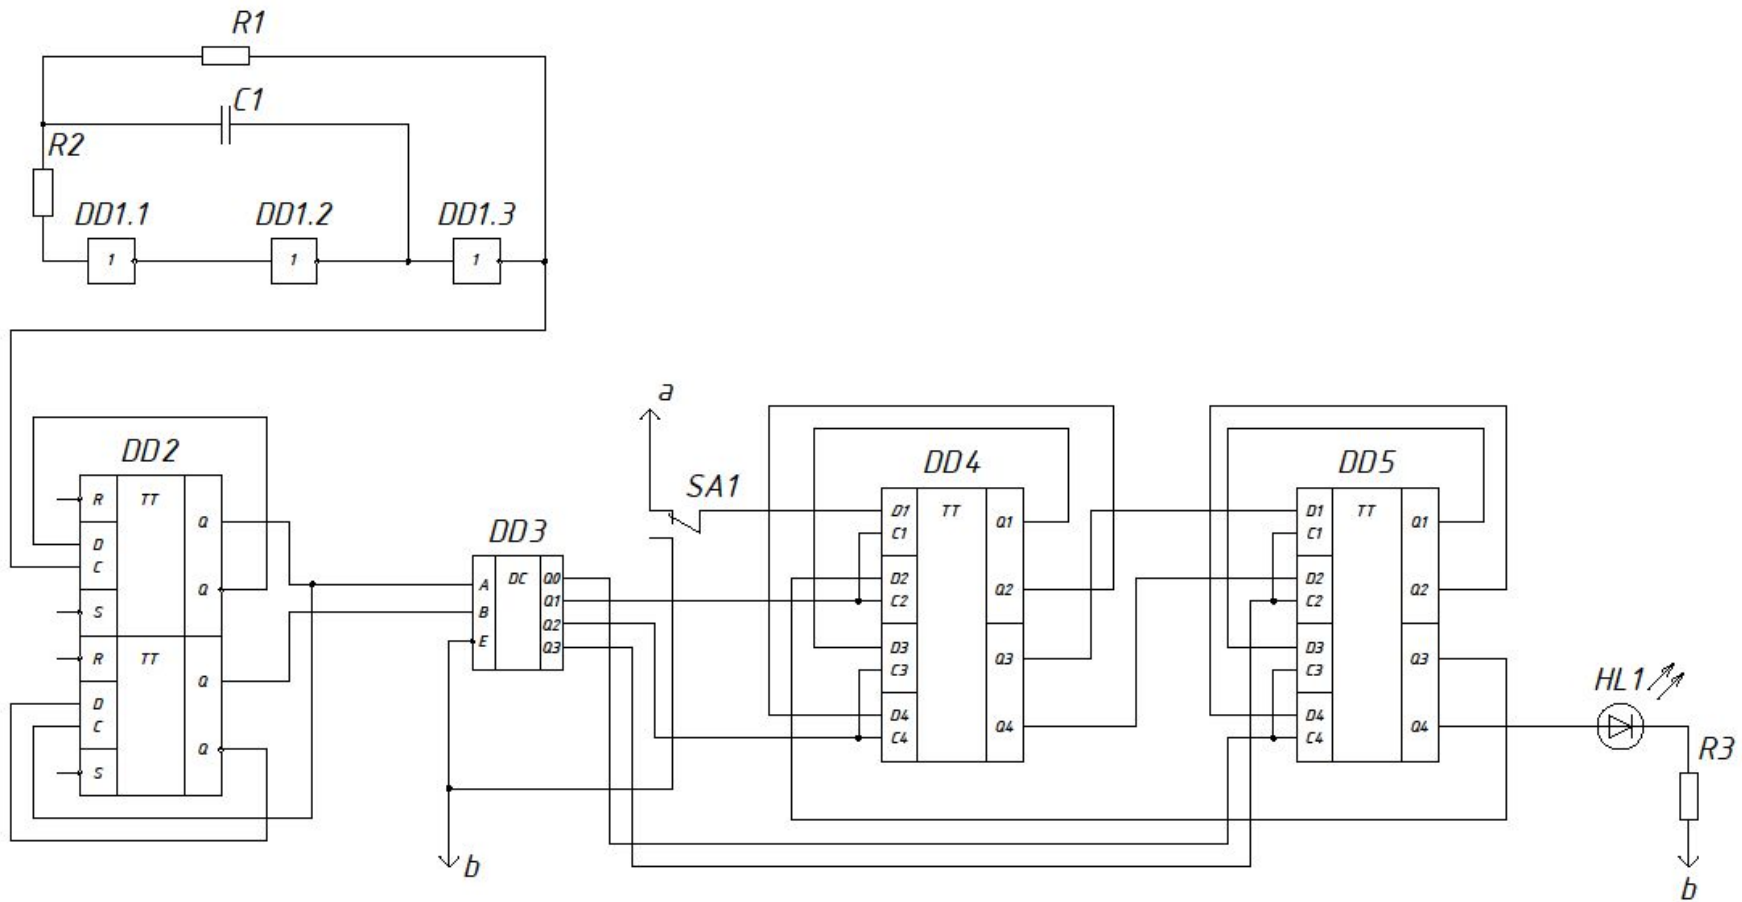 R1
C1
R2
DD1.1
DD1.2
DD1.3
1
1
1
a
DD2
R
TT
Q
D
C
Q
S
R
TT
Q
D
C
Q
S
SA1
DD3
A
DC
Q0
Q1
B
Q2
E
Q3
b
DD4
D1
TT
Q1
C1
D2
Q2
C2
D3
Q3
C3
D4
Q4
C4
DD5
D1
TT
Q1
C1
D2
Q2
C2
D3
Q3
C3
D4
Q4
C4
HL1
R3
b